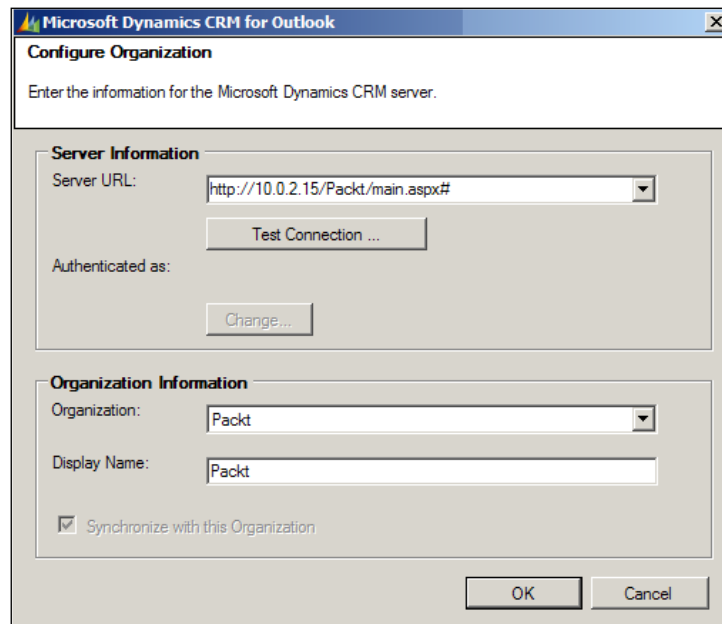 Microsoft Dynamics CRM for Outlook
Configure Organization
Enter the information for the Microsoft Dynamics CRM server.
Server Information
Server URL:
http://10.0.2.15/Packt/main.aspx#
Test Connection ...
Authenticated as:
Change...
Organization Information
Organization:
Packt
Display Name:
Packt
Synchronize with this Organization
OK
Cancel